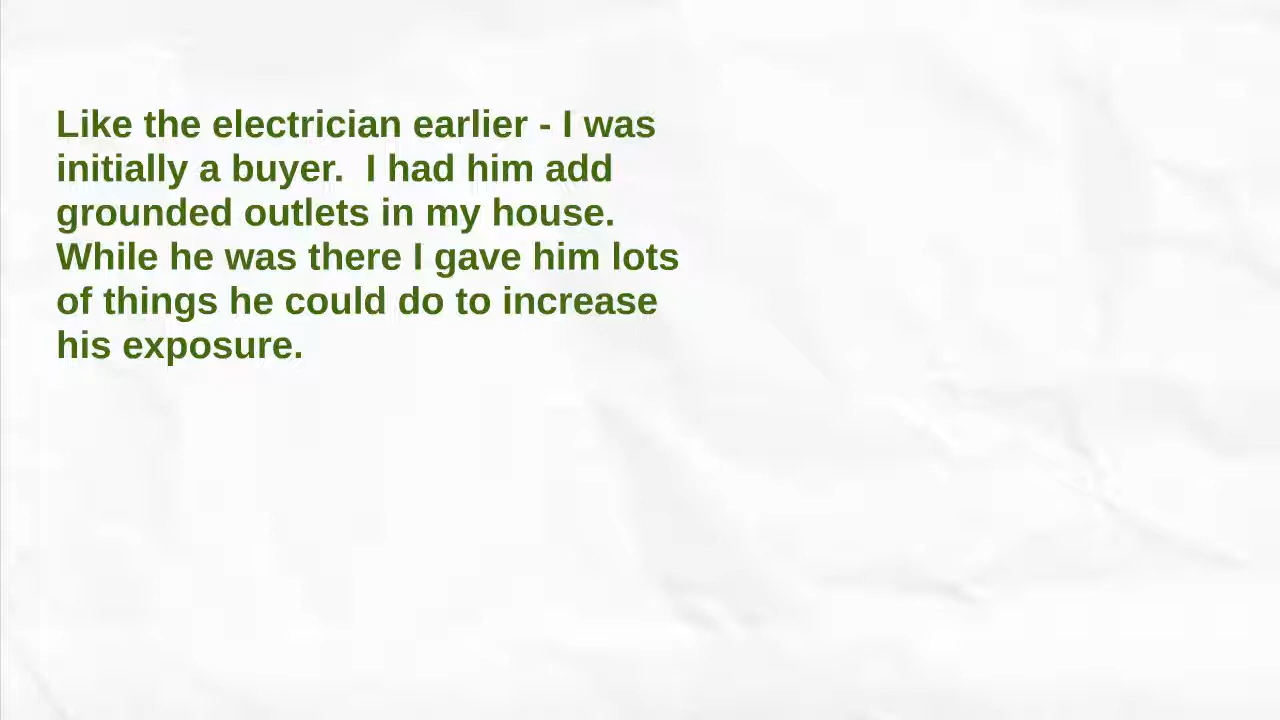 Like the electrician earlier - I was
initially a buyer.  I had him add
grounded outlets in my house.
While he was there I gave him lots
of things he could do to increase
his exposure.